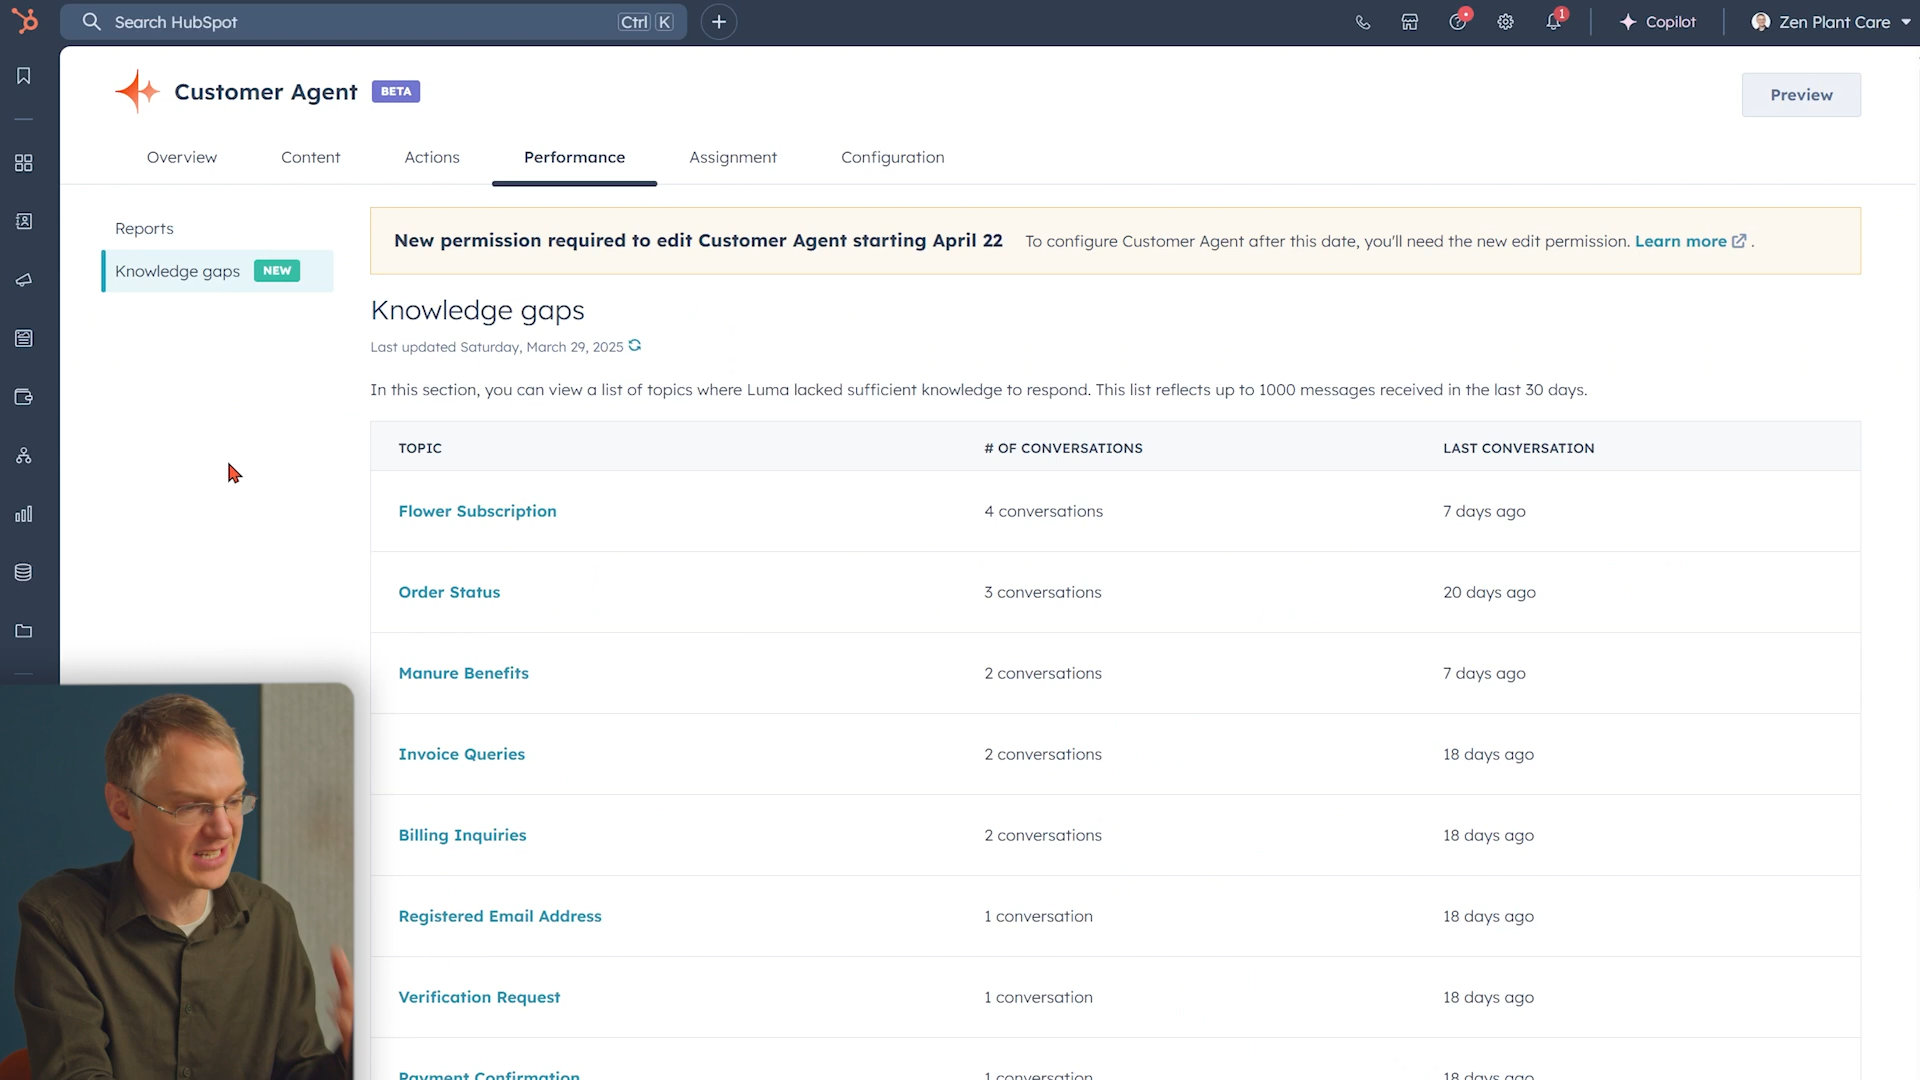 Search HubSpot Ctrl K
Copilot
Zen Plant Care
1
Customer Agent BETA
Preview
Overview Content Actions Performance Assignment Configuration
Reports
Knowledge gaps NEW
New permission required to edit Customer Agent starting April 22 To configure Customer Agent after this date, you'll need the new edit permission. Learn more .
Knowledge gaps
Last updated Saturday, March 29, 2025
In this section, you can view a list of topics where Luma lacked sufficient knowledge to respond. This list reflects up to 1000 messages received in the last 30 days.
TOPIC # OF CONVERSATIONS LAST CONVERSATION
Flower Subscription 4 conversations 7 days ago
Order Status 3 conversations 20 days ago
Manure Benefits 2 conversations 7 days ago
Invoice Queries 2 conversations 18 days ago
Billing Inquiries 2 conversations 18 days ago
Registered Email Address 1 conversation 18 days ago
Verification Request 1 conversation 18 days ago
Payment Confirmation 1 conversation 18 days ago